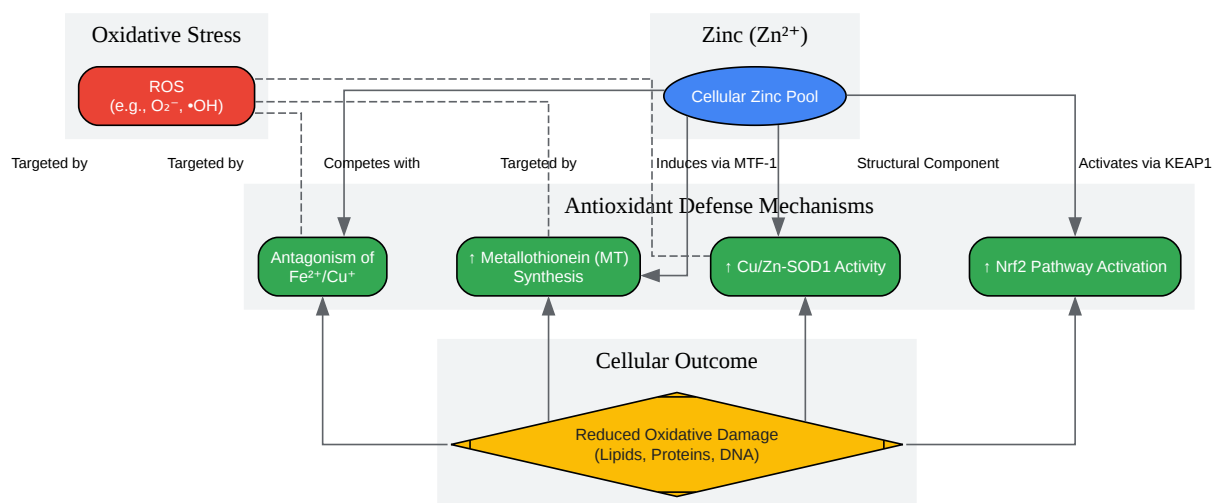 Oxidative Stress
Zinc (Zn²⁺)
ROS
(e.g., O₂⁻, •OH)
Cellular Zinc Pool
Targeted by
Targeted by
Competes with
Targeted by
Induces via MTF-1
Structural Component
Activates via KEAP1
Antioxidant Defense Mechanisms
Antagonism of
Fe²⁺/Cu⁺
↑ Metallothionein (MT)
Synthesis
↑ Cu/Zn-SOD1 Activity
↑ Nrf2 Pathway Activation
Cellular Outcome
Reduced Oxidative Damage
(Lipids, Proteins, DNA)